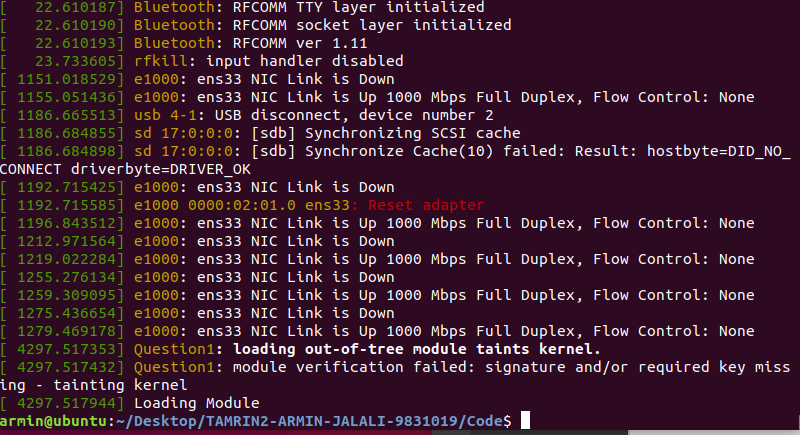 [   22.610187] Bluetooth: RFCOMM TTY layer initialized
[   22.610190] Bluetooth: RFCOMM socket layer initialized
[   22.610193] Bluetooth: RFCOMM ver 1.11
[   23.733605] rfkill: input handler disabled
[ 1151.018529] e1000: ens33 NIC Link is Down
[ 1155.051436] e1000: ens33 NIC Link is Up 1000 Mbps Full Duplex, Flow Control: None
[ 1186.665513] usb 4-1: USB disconnect, device number 2
[ 1186.684855] sd 17:0:0:0: [sdb] Synchronizing SCSI cache
[ 1186.684898] sd 17:0:0:0: [sdb] Synchronize Cache(10) failed: Result: hostbyte=DID_NO_
CONNECT driverbyte=DRIVER_OK
[ 1192.715425] e1000: ens33 NIC Link is Down
[ 1192.715585] e1000 0000:02:01.0 ens33: Reset adapter
[ 1196.843512] e1000: ens33 NIC Link is Up 1000 Mbps Full Duplex, Flow Control: None
[ 1212.971564] e1000: ens33 NIC Link is Down
[ 1219.022284] e1000: ens33 NIC Link is Up 1000 Mbps Full Duplex, Flow Control: None
[ 1255.276134] e1000: ens33 NIC Link is Down
[ 1259.309095] e1000: ens33 NIC Link is Up 1000 Mbps Full Duplex, Flow Control: None
[ 1275.436654] e1000: ens33 NIC Link is Down
[ 1279.469178] e1000: ens33 NIC Link is Up 1000 Mbps Full Duplex, Flow Control: None
[ 4297.517353] Question1: loading out-of-tree module taints kernel.
[ 4297.517432] Question1: module verification failed: signature and/or required key miss
ing - tainting kernel
[ 4297.517944] Loading Module
armin@ubuntu:~/Desktop/TAMRIN2-ARMIN-JALALI-9831019/Code$